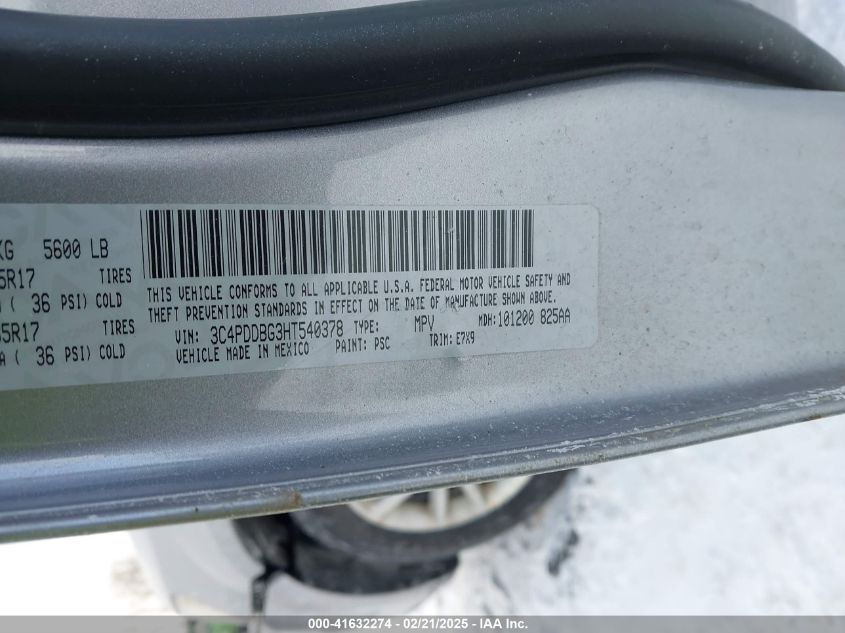 KG 5600 LB
5R17 TIRES
( 36 PSI) COLD
5R17 TIRES
A ( 36 PSI) COLD
THIS VEHICLE CONFORMS TO ALL APPLICABLE U.S.A. FEDERAL MOTOR VEHICLE SAFETY AND
THEFT PREVENTION STANDARDS IN EFFECT ON THE DATE OF MANUFACTURE SHOWN ABOVE.
VIN: 3C4PDDBG3HT540378 TYPE: MPV MDH:101200 825AA
VEHICLE MADE IN MEXICO PAINT: PSC TRIM: E7X9
000-41632274 - 02/21/2025 - IAA Inc.